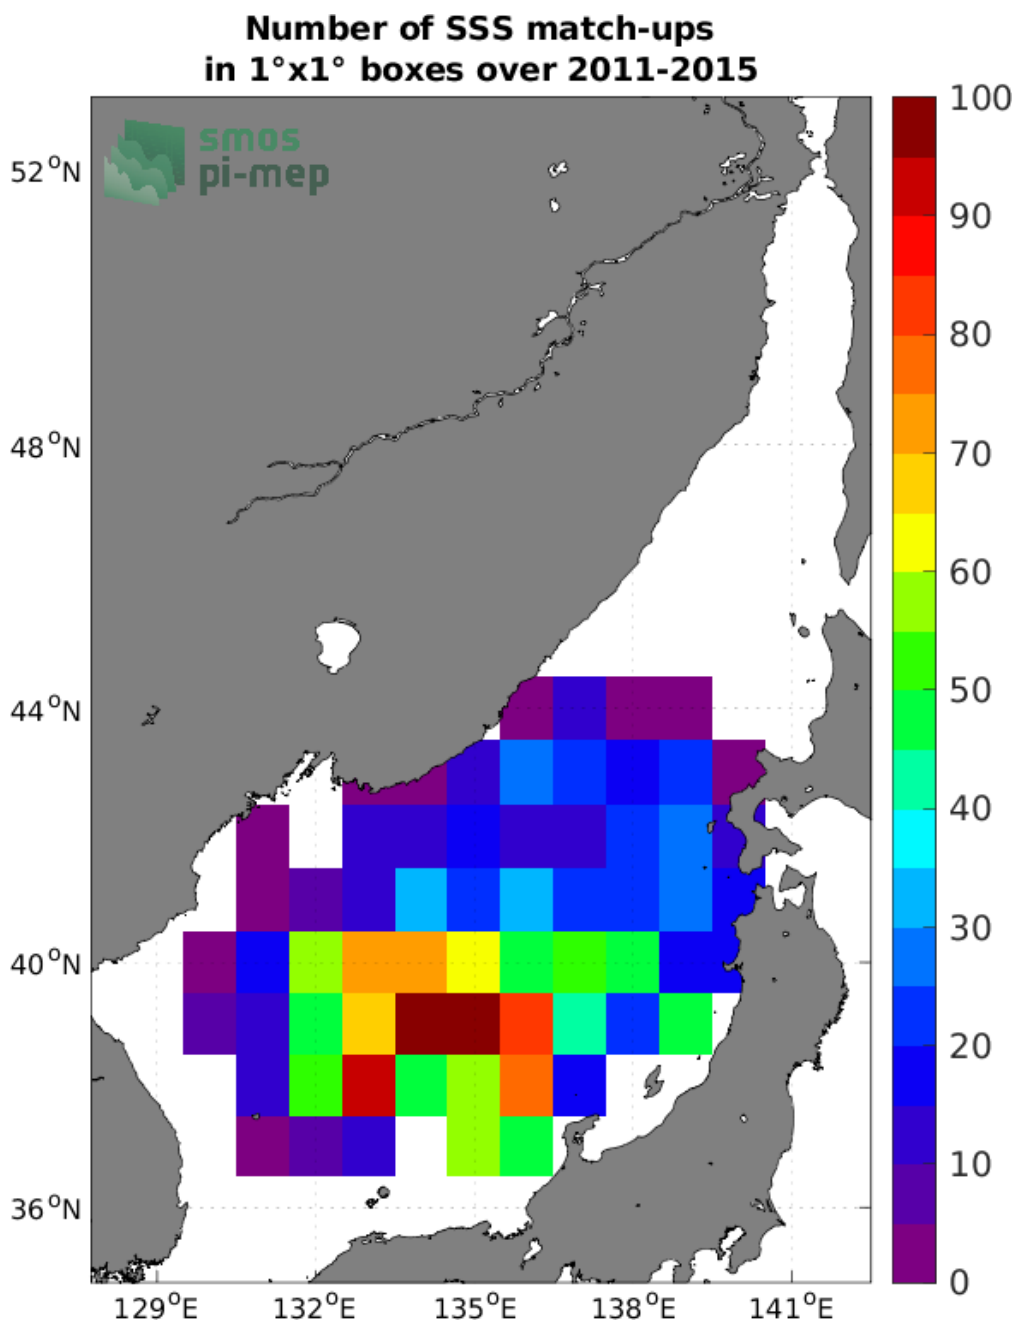 Number of SSS match-ups
in 1°x1° boxes over 2011-2015
smos
pi-mep
52°N
48°N
44°N
40°N
36°N
129°E 132°E 135°E 138°E 141°E
100
90
80
70
60
50
40
30
20
10
0